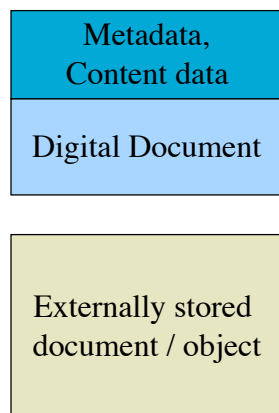 Metadata,
Content data
Digital Document
Externally stored
document / object